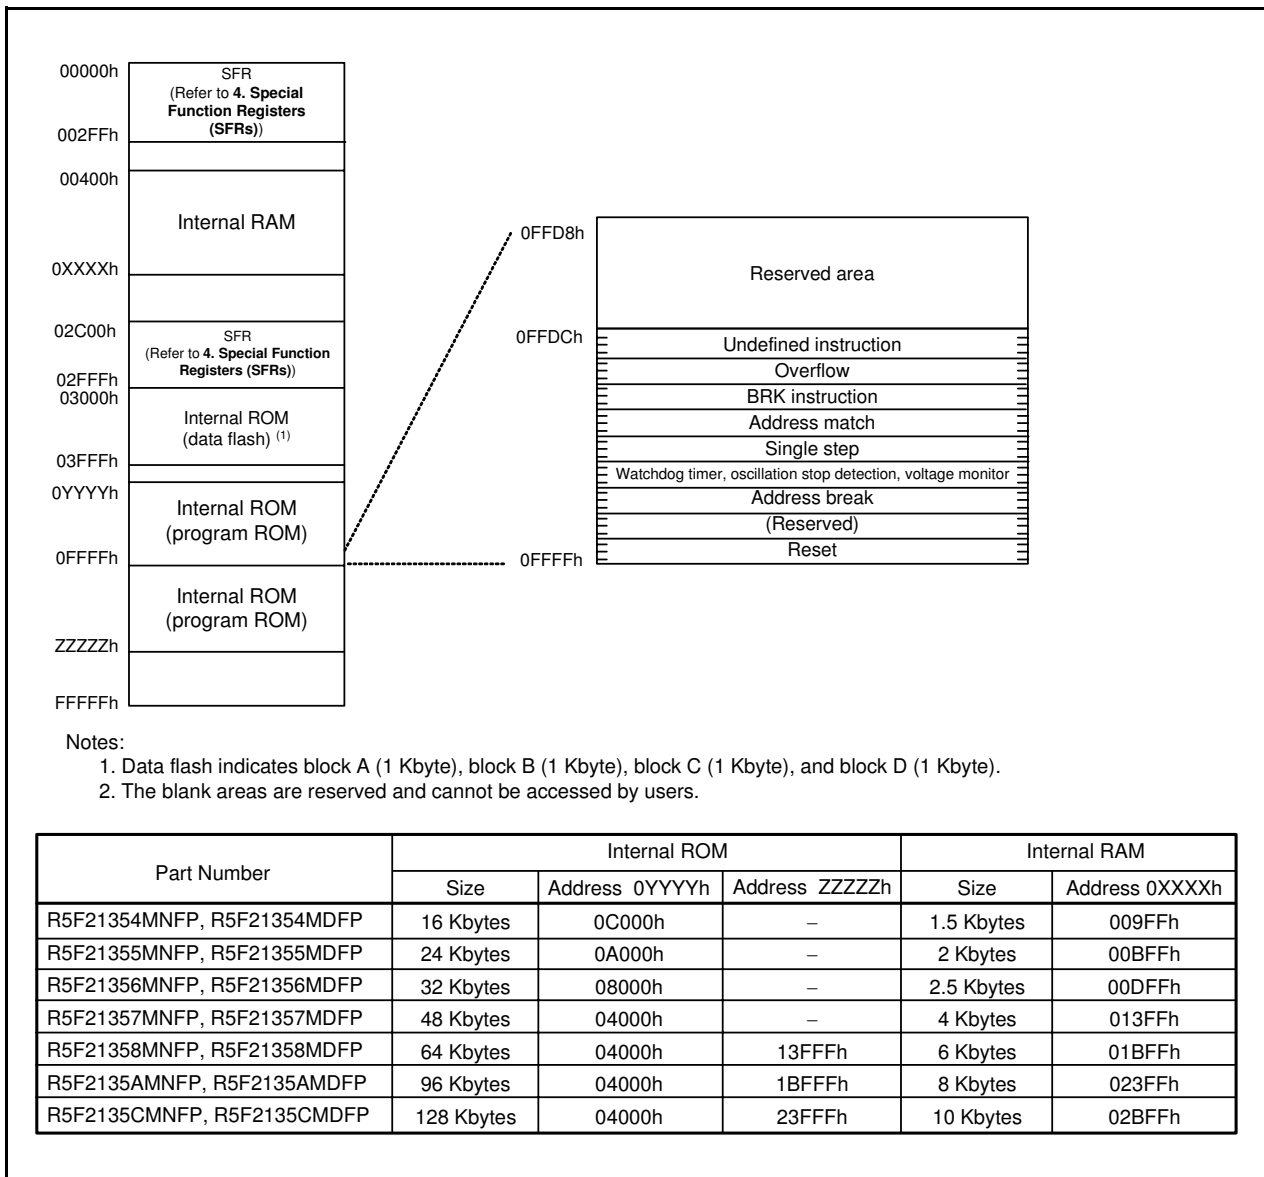 00000h
SFR
(Refer to 4. Special
Function Registers
(SFRs))
002FFh
00400h
Internal RAM
0XXXXh
02C00h
SFR
(Refer to 4. Special Function
Registers (SFRs))
02FFFh
03000h
Internal ROM
(data flash) (1)
03FFFh
0YYYYh
Internal ROM
(program ROM)
0FFFFh
Internal ROM
(program ROM)
ZZZZZh
FFFFFh
0FFD8h
Reserved area
0FFDCh
Undefined instruction
Overflow
BRK instruction
Address match
Single step
Watchdog timer, oscillation stop detection, voltage monitor
Address break
(Reserved)
Reset
0FFFFh
Notes:
1. Data flash indicates block A (1 Kbyte), block B (1 Kbyte), block C (1 Kbyte), and block D (1 Kbyte).
2. The blank areas are reserved and cannot be accessed by users.
Part Number Internal ROM Internal RAM
Size Address 0YYYYh Address ZZZZZh Size Address 0XXXXh
R5F21354MNFP, R5F21354MDFP 16 Kbytes 0C000h – 1.5 Kbytes 009FFh
R5F21355MNFP, R5F21355MDFP 24 Kbytes 0A000h – 2 Kbytes 00BFFh
R5F21356MNFP, R5F21356MDFP 32 Kbytes 08000h – 2.5 Kbytes 00DFFh
R5F21357MNFP, R5F21357MDFP 48 Kbytes 04000h – 4 Kbytes 013FFh
R5F21358MNFP, R5F21358MDFP 64 Kbytes 04000h 13FFFh 6 Kbytes 01BFFh
R5F2135AMNFP, R5F2135AMDFP 96 Kbytes 04000h 1BFFFh 8 Kbytes 023FFh
R5F2135CMNFP, R5F2135CMDFP 128 Kbytes 04000h 23FFFh 10 Kbytes 02BFFh